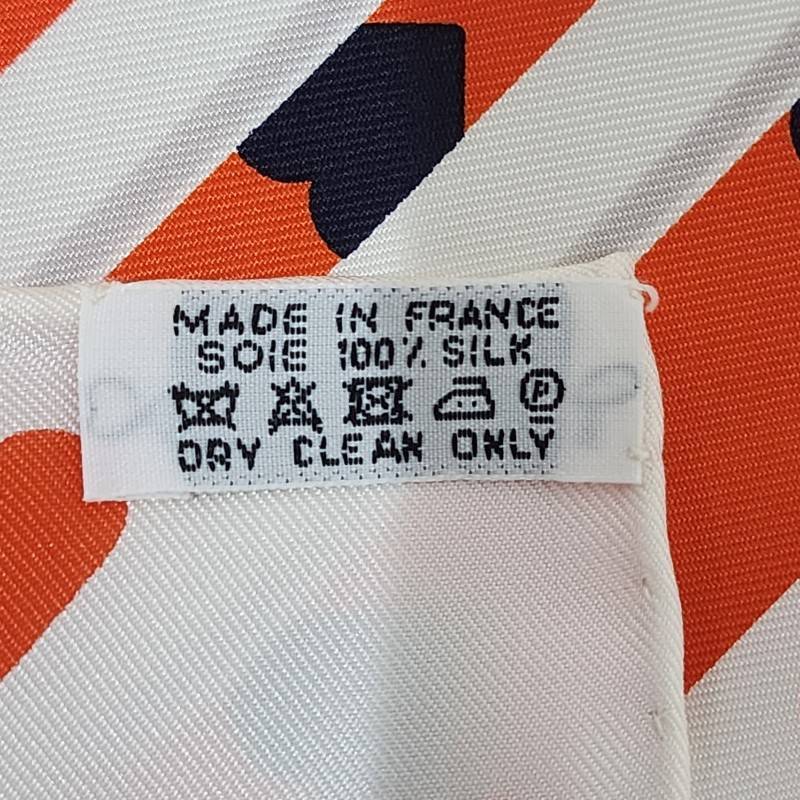 MADE IN FRANCE
SOIE 100% SILK
P
DRY CLEAN ONLY